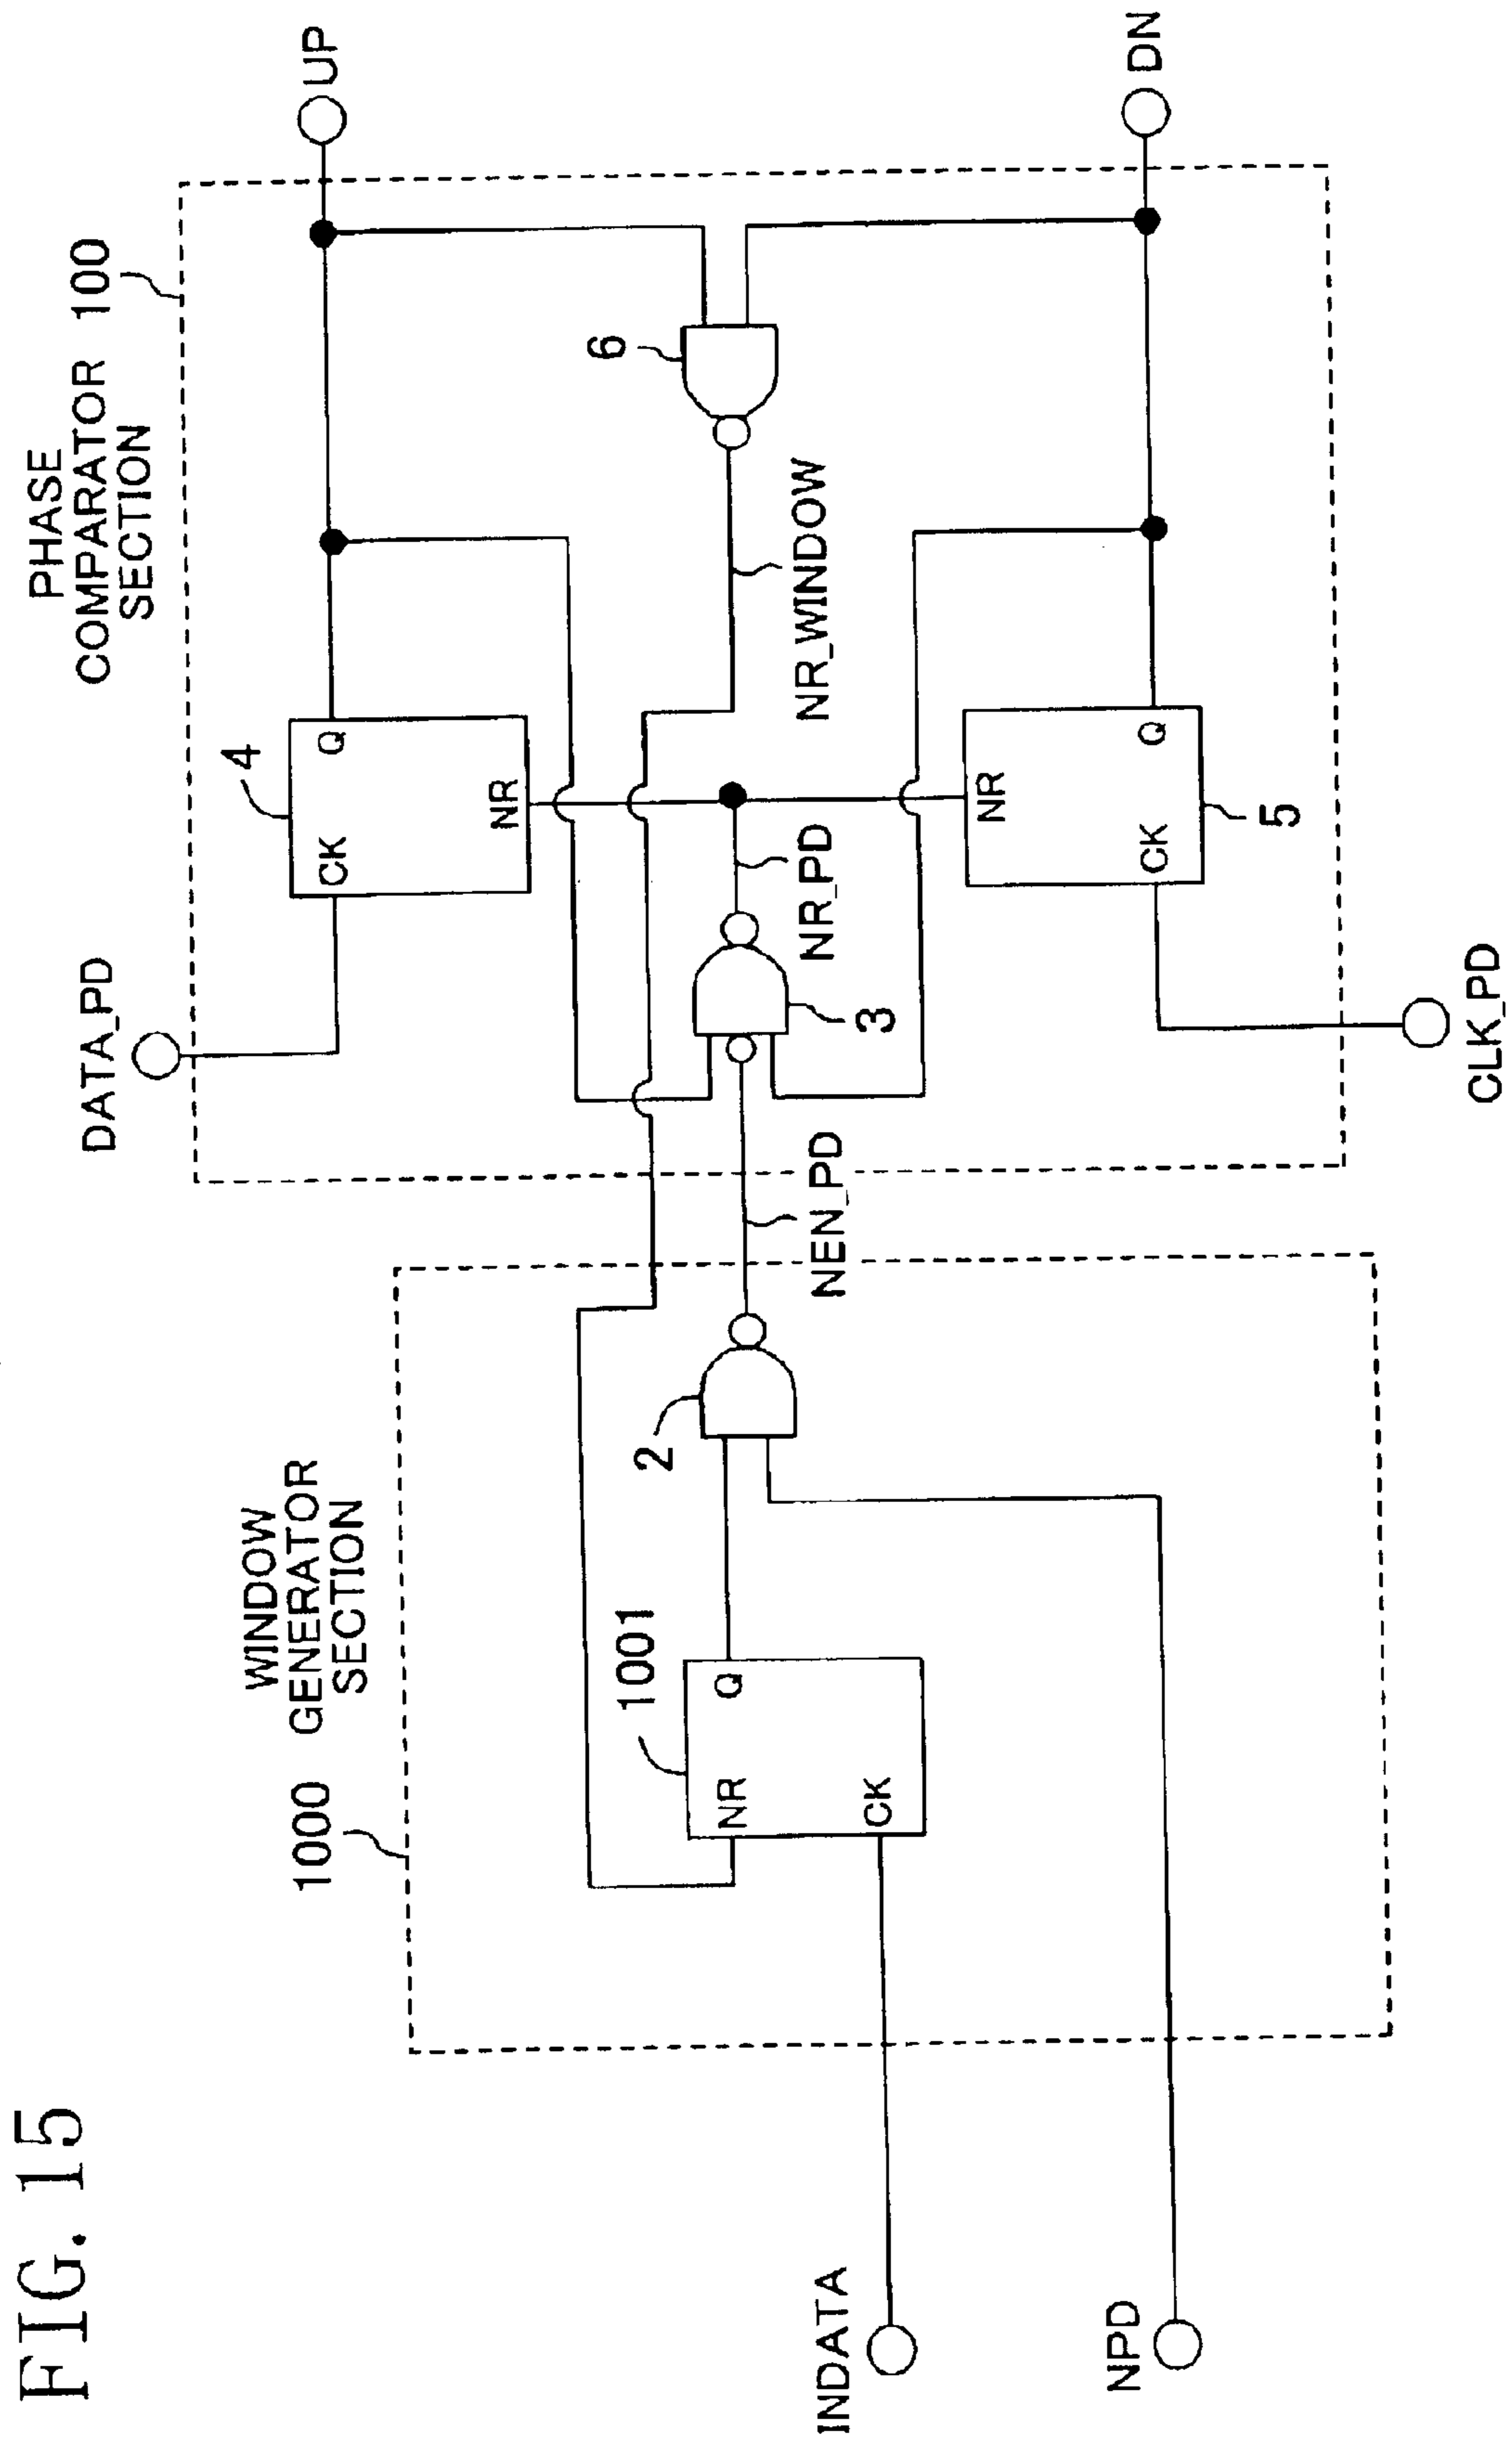 FIG. 15
1000
WINDOW
GENERATOR
SECTION
PHASE
COMPARATOR
SECTION
100
DATA_PD
UP
4
CK
Q
NR
6
1001
NR
Q
CK
2
NEN_PD
3
NR_PD
NR_WINDOW
NR
CK
Q
5
INDATA
NPD
CLK_PD
DN